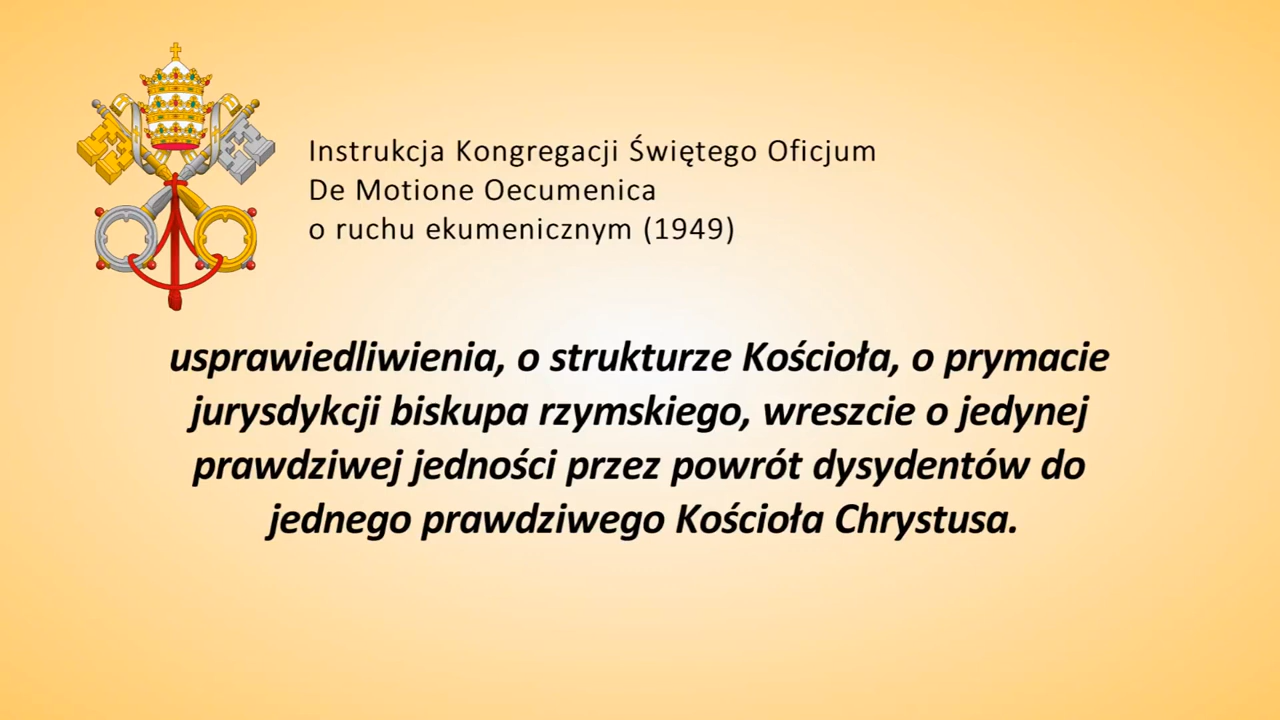 Instrukcja Kongregacji Świętego Oficjum
De Motione Oecumenica
o ruchu ekumenicznym (1949)
usprawiedliwienia, o strukturze Kościoła, o prymacie
jurysdykcji biskupa rzymskiego, wreszcie o jedynej
prawdziwej jedności przez powrót dysydentów do
jednego prawdziwego Kościoła Chrystusa.